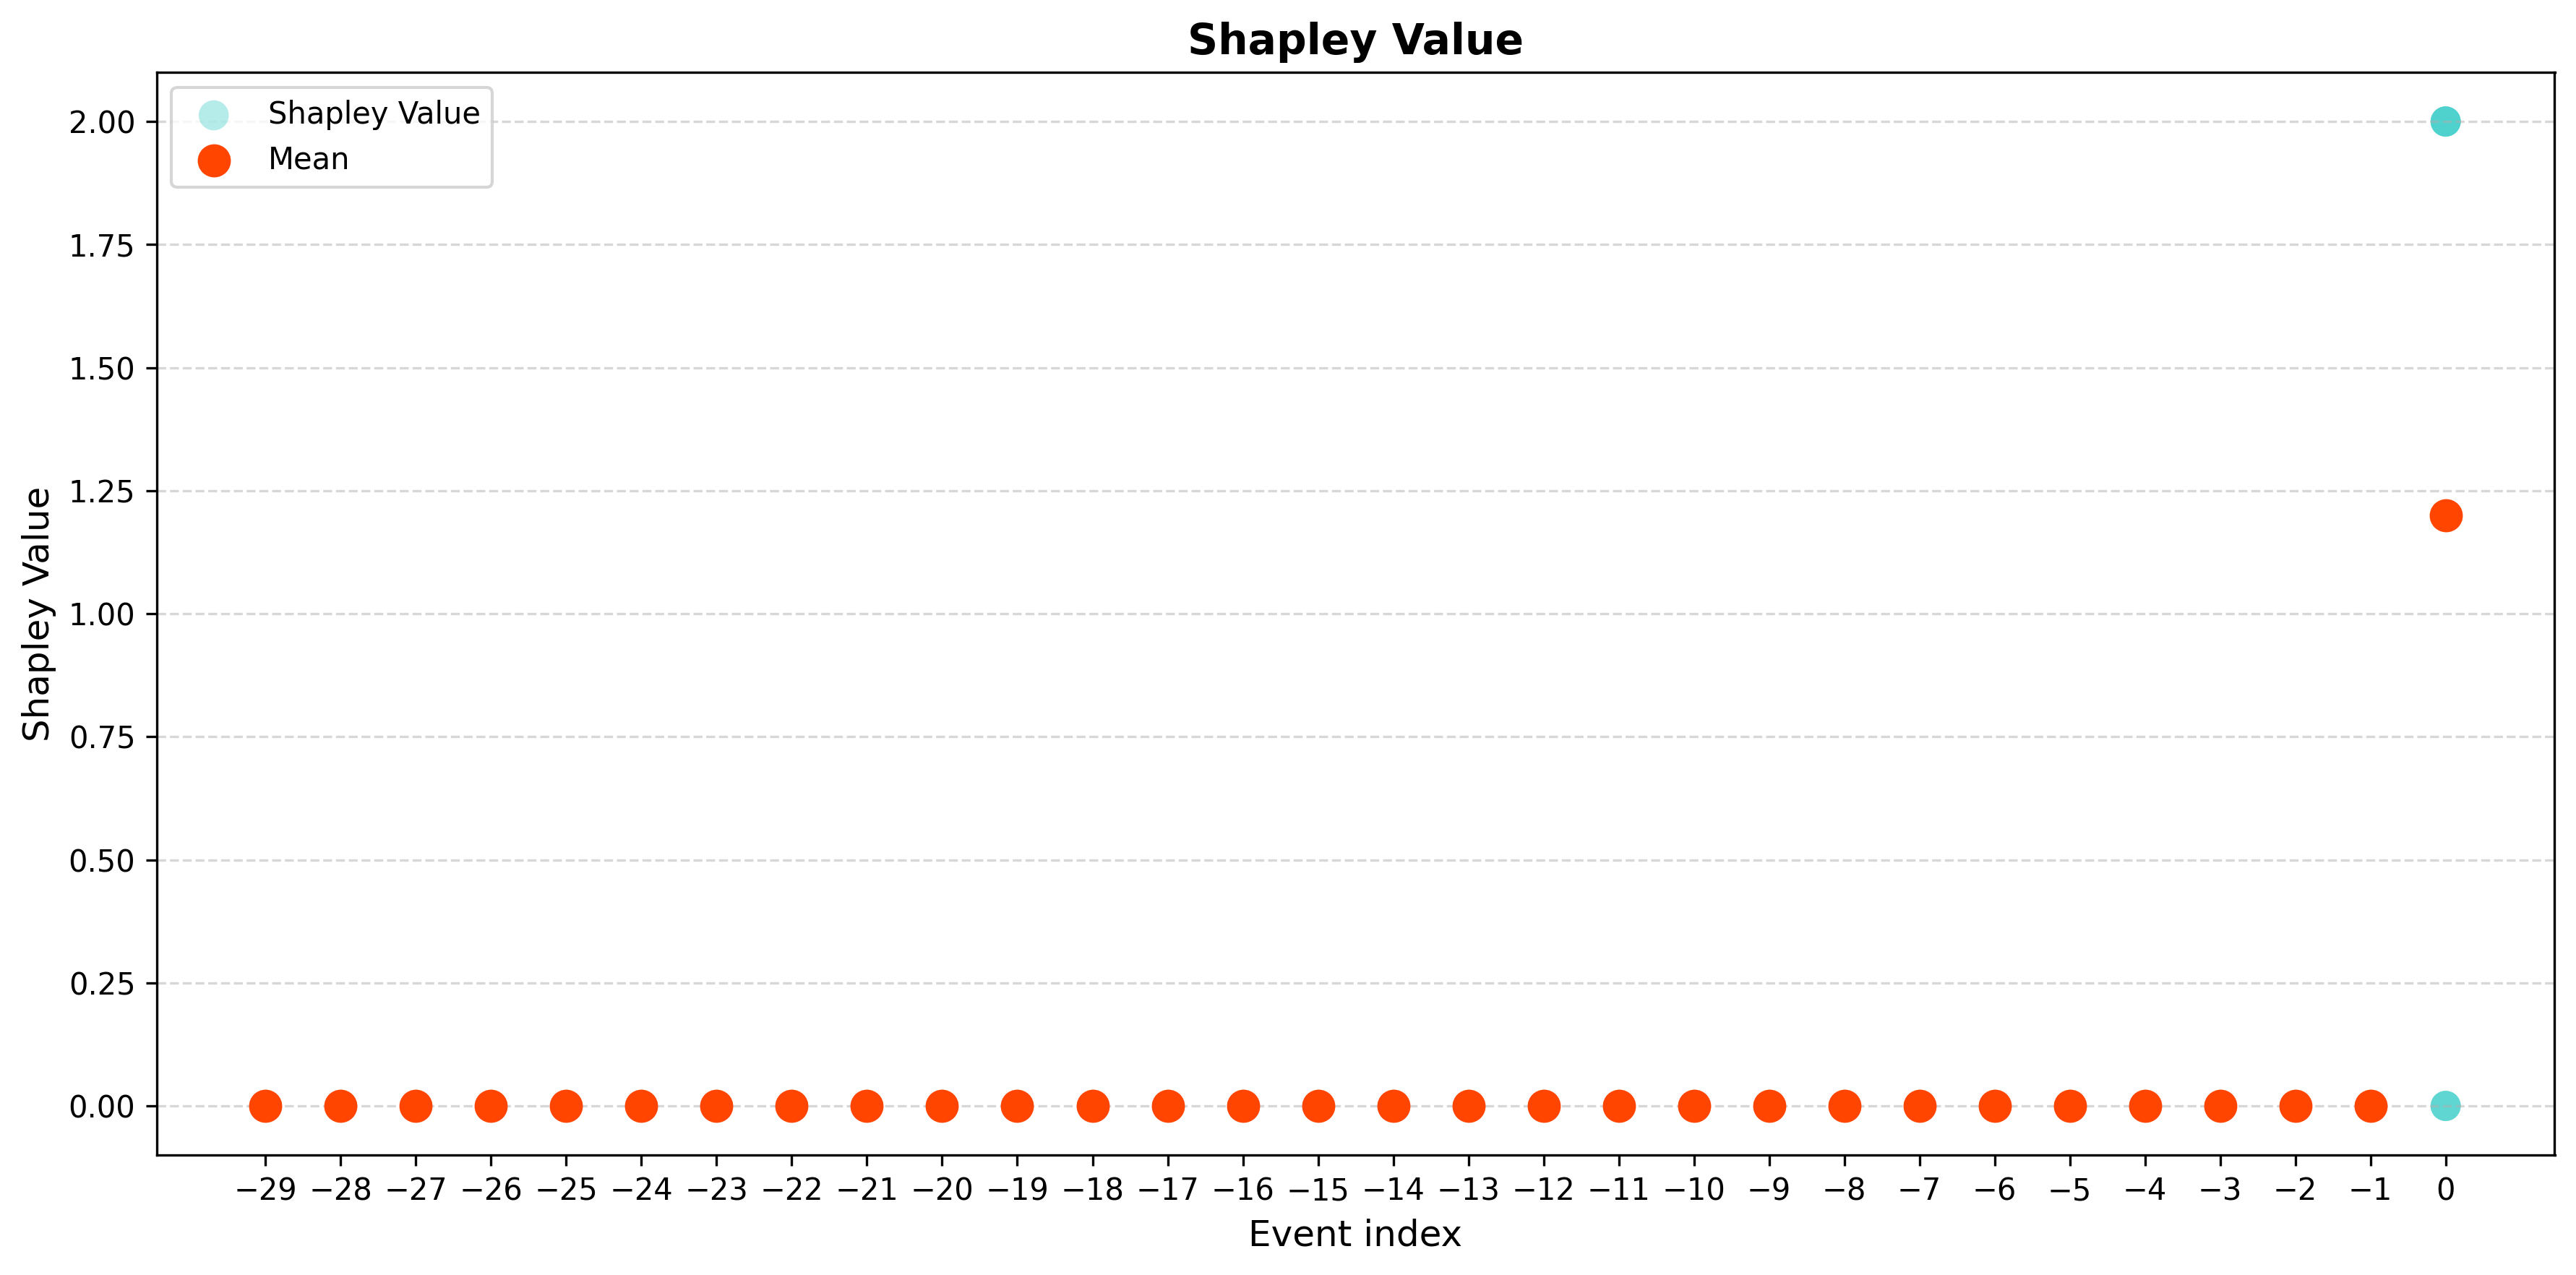 Shapley Value
Shapley Value
Mean
2.00
1.75
1.50
1.25
1.00
0.75
0.50
0.25
0.00
Shapley Value
−29 −28 −27 −26 −25 −24 −23 −22 −21 −20 −19 −18 −17 −16 −15 −14 −13 −12 −11 −10 −9 −8 −7 −6 −5 −4 −3 −2 −1 0
Event index